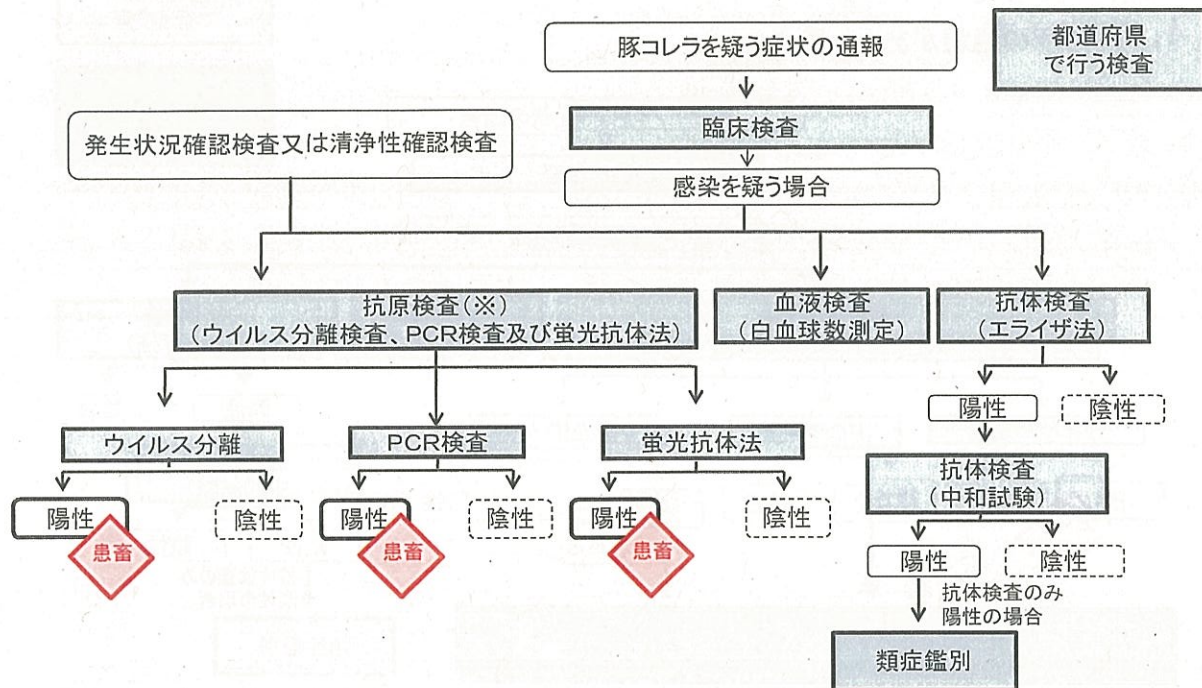 豚コレラを疑う症状の通報
都道府県
で行う検査
臨床検査
発生状況確認検査又は清浄性確認検査
感染を疑う場合
抗原検査(※)
(ウイルス分離検査、PCR検査及び蛍光抗体法)
血液検査
(白血球数測定)
抗体検査
(エライザ法)
陽性
陰性
ウイルス分離
PCR検査
蛍光抗体法
抗体検査
(中和試験)
陽性
陰性
陽性
陰性
陽性
陰性
患畜
患畜
患畜
陽性
陰性
抗体検査のみ
陽性の場合
類症鑑別